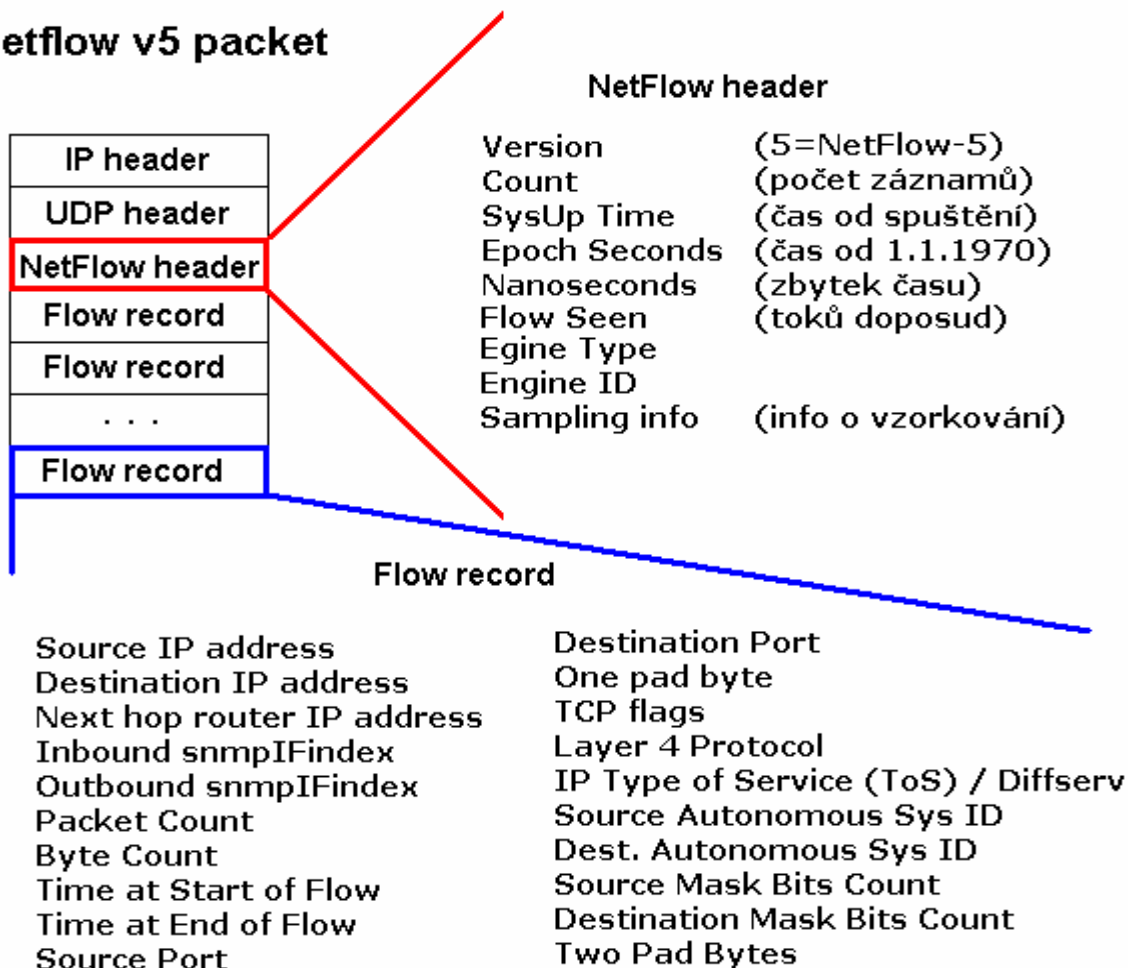 etflow v5 packet
IP header
UDP header
NetFlow header
Flow record
Flow record
. . .
Flow record
NetFlow header
Version (5=NetFlow-5)
Count (počet záznamů)
SysUp Time (čas od spuštění)
Epoch Seconds (čas od 1.1.1970)
Nanoseconds (zbytek času)
Flow Seen (toků doposud)
Egine Type
Engine ID
Sampling info (info o vzorkování)
Flow record
Source IP address
Destination IP address
Next hop router IP address
Inbound snmpIFindex
Outbound snmpIFindex
Packet Count
Byte Count
Time at Start of Flow
Time at End of Flow
Source Port
Destination Port
One pad byte
TCP flags
Layer 4 Protocol
IP Type of Service (ToS) / Diffserv
Source Autonomous Sys ID
Dest. Autonomous Sys ID
Source Mask Bits Count
Destination Mask Bits Count
Two Pad Bytes